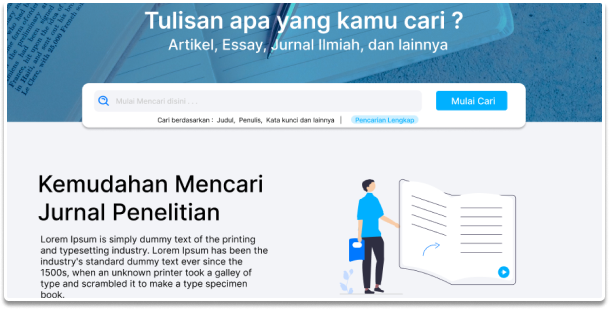 Tulisan apa yang kamu cari ?
Artikel, Essay, Jurnal Ilmiah, dan lainnya
Mulai Mencari disini . . .
Mulai Cari
Cari berdasarkan : Judul, Penulis, Kata kunci dan lainnya | Pencarian Lengkap
Kemudahan Mencari
Jurnal Penelitian
Lorem Ipsum is simply dummy text of the printing
and typesetting industry. Lorem Ipsum has been the
industry's standard dummy text ever since the
1500s, when an unknown printer took a galley of
type and scrambled it to make a type specimen
book.